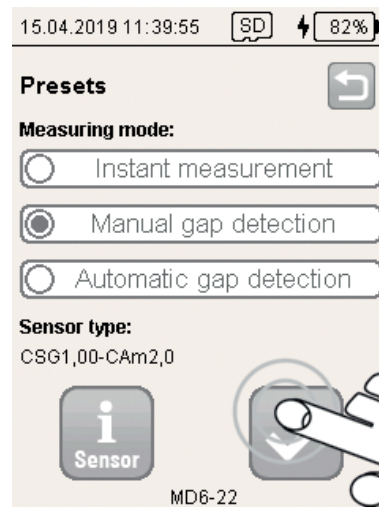 15.04.2019 11:39:55 SD 82%
Presets
Measuring mode:
Instant measurement
Manual gap detection
Automatic gap detection
Sensor type:
CSG1,00-CAm2,0
i
Sensor
MD6-22